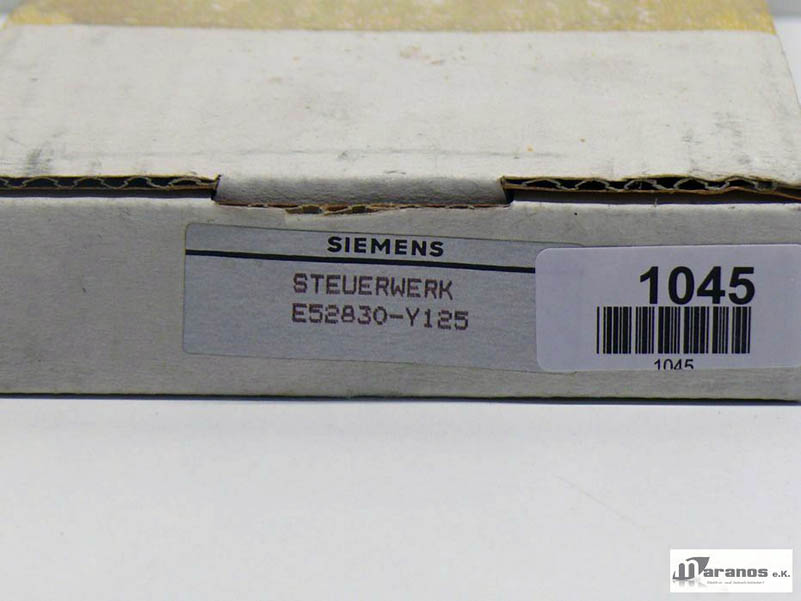 SIEMENS
STEUERWERK
E52830-Y125
1045
1045
Maranos e.K.